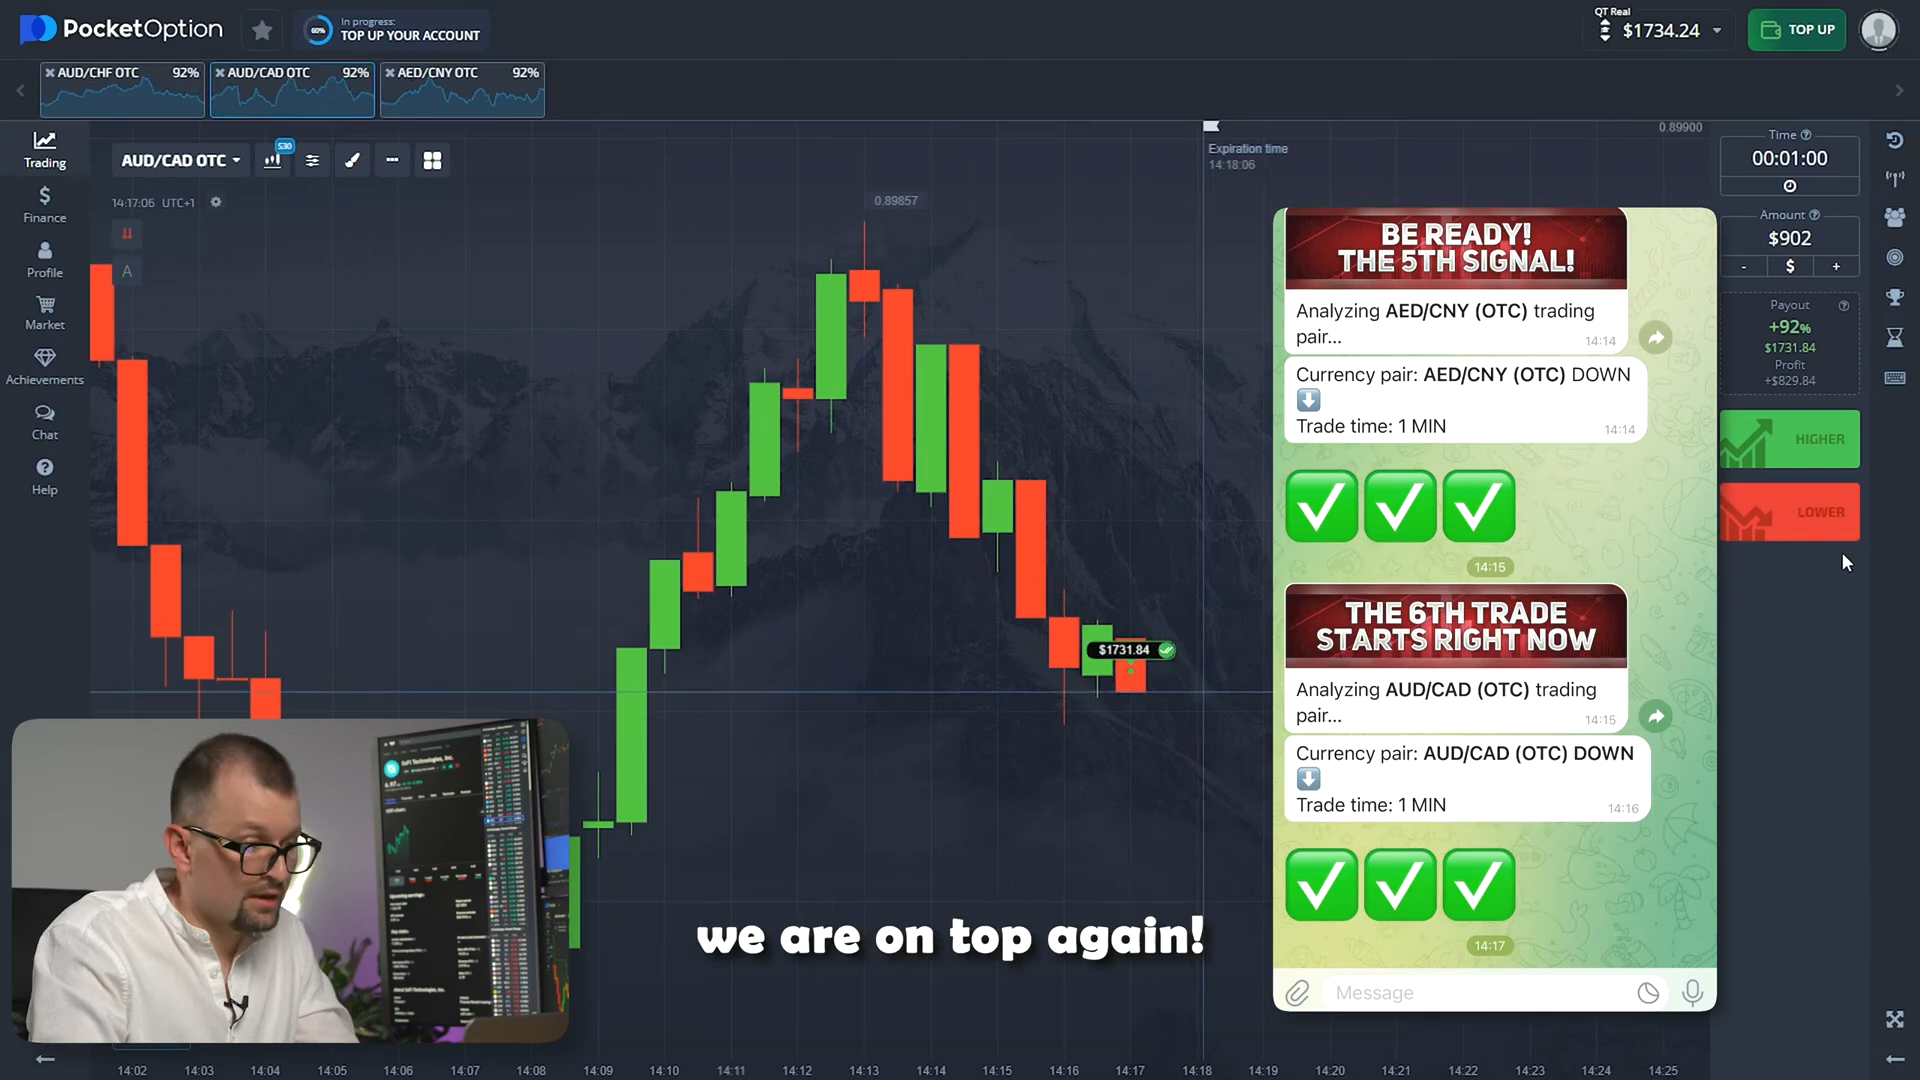 PocketOption
60%
In progress:
TOP UP YOUR ACCOUNT
QT Real
$1734.24
TOP UP
AUD/CHF OTC 92%
AUD/CAD OTC 92%
AED/CNY OTC 92%
Trading
Finance
Profile
Market
Achievements
Chat
Help
AUD/CAD OTC
S30
14:17:06 UTC+1
A
0.89857
Expiration time
14:18:06
0.89900
$1731.84
BE READY!
THE 5TH SIGNAL!
Analyzing AED/CNY (OTC) trading
pair...
14:14
Currency pair: AED/CNY (OTC) DOWN
Trade time: 1 MIN
14:14
14:15
THE 6TH TRADE
STARTS RIGHT NOW
Analyzing AUD/CAD (OTC) trading
pair...
14:15
Currency pair: AUD/CAD (OTC) DOWN
Trade time: 1 MIN
14:16
14:17
Message
Time
00:01:00
Amount
$902
- $ +
Payout
+92%
$1731.84
Profit
+$829.84
HIGHER
LOWER
we are on top again!
14:02 14:03 14:04 14:05 14:06 14:07 14:08 14:09 14:10 14:11 14:12 14:13 14:14 14:15 14:16 14:17 14:18 14:19 14:20 14:21 14:22 14:23 14:24 14:25